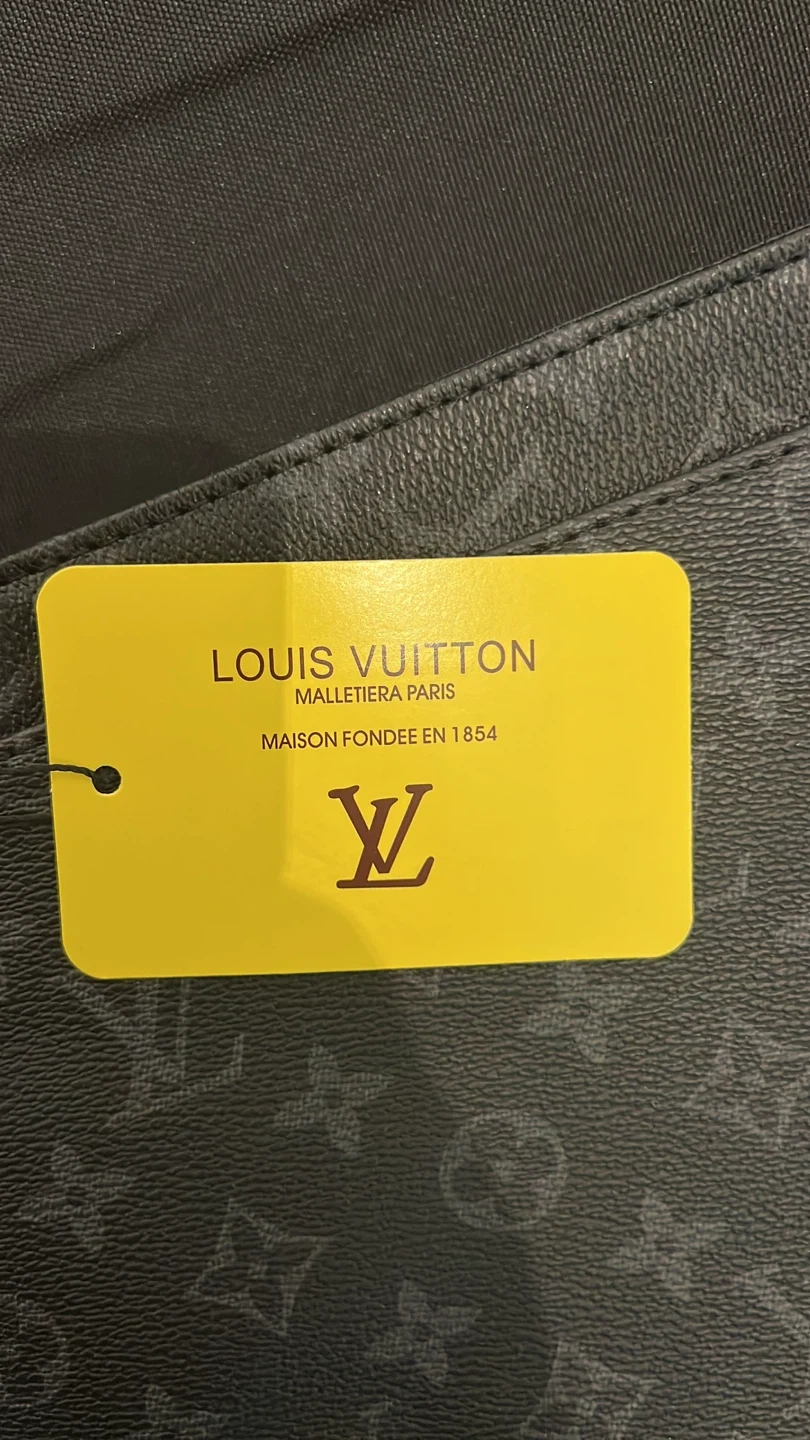 LOUIS VUITTON
MALLETIERA PARIS
MAISON FONDEE EN 1854
LV